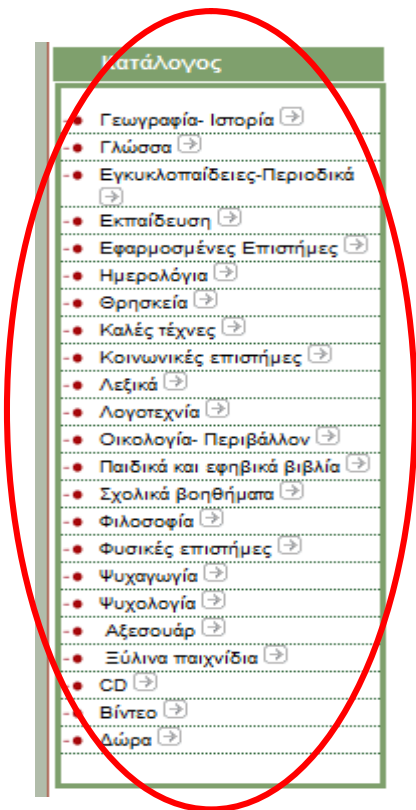 Κατάλογος
Γεωγραφία- Ιστορία
Γλώσσα
Εγκυκλοπαίδειες-Περιοδικά
Εκπαίδευση
Εφαρμοσμένες Επιστήμες
Ημερολόγια
Θρησκεία
Καλές τέχνες
Κοινωνικές επιστήμες
Λεξικά
Λογοτεχνία
Οικολογία- Περιβάλλον
Παιδικά και εφηβικά βιβλία
Σχολικά βοηθήματα
Φιλοσοφία
Φυσικές επιστήμες
Ψυχαγωγία
Ψυχολογία
Αξεσουάρ
Ξύλινα παιχνίδια
CD
Βίντεο
Δώρα